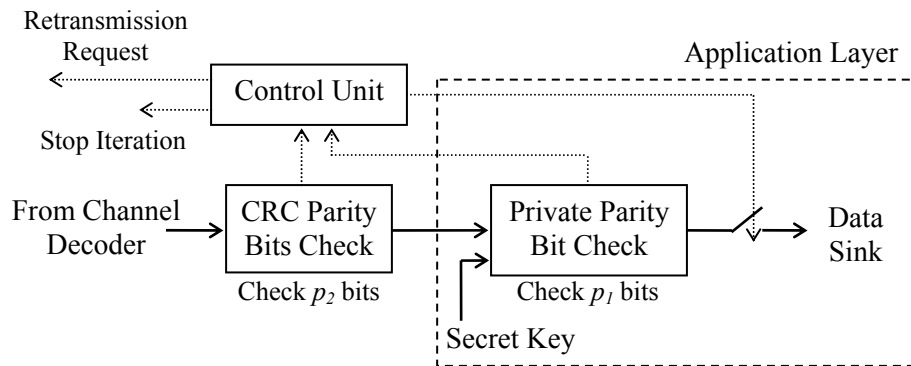 Retransmission
Request
Application Layer
Control Unit
Stop Iteration
From Channel
Decoder
CRC Parity
Bits Check
Private Parity
Bit Check
Data
Sink
Check p2 bits
Check p1 bits
Secret Key